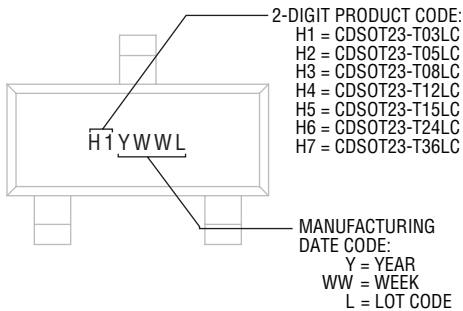 2-DIGIT PRODUCT CODE:
H1 = CDSOT23-T03LC
H2 = CDSOT23-T05LC
H3 = CDSOT23-T08LC
H4 = CDSOT23-T12LC
H5 = CDSOT23-T15LC
H6 = CDSOT23-T24LC
H7 = CDSOT23-T36LC
H1YWWL
MANUFACTURING
DATE CODE:
Y = YEAR
WW = WEEK
L = LOT CODE